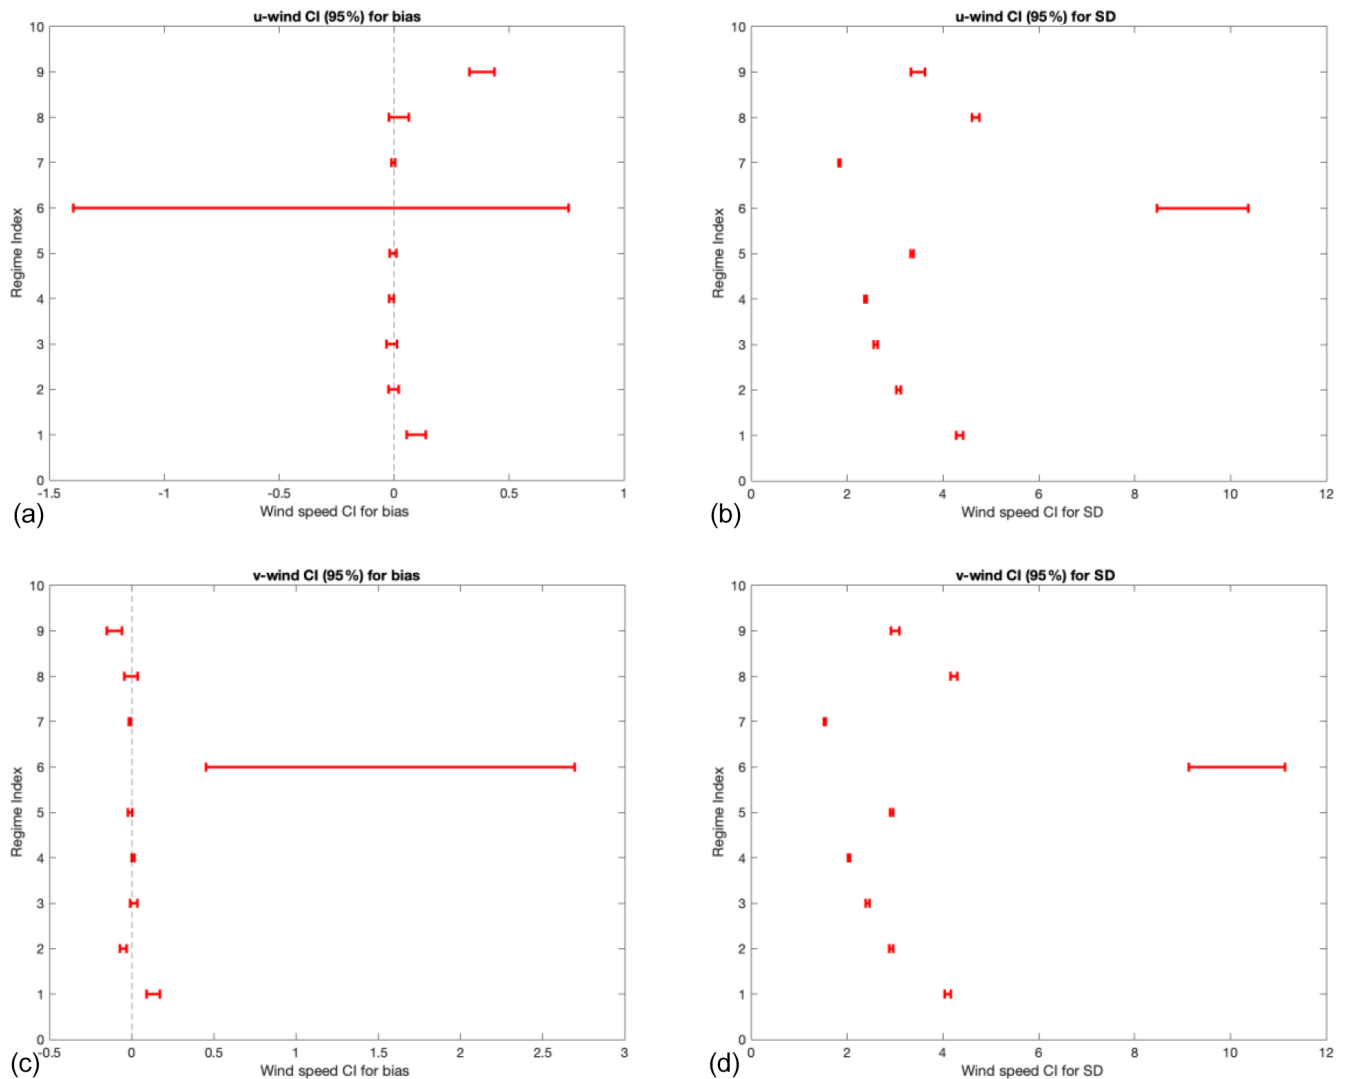 u-wind CI (95%) for bias
10
9
8
7
6
5
4
3
2
1
0
Regime Index
-1.5 -1 -0.5 0 0.5 1
Wind speed CI for bias
(a)
u-wind CI (95%) for SD
10
9
8
7
6
5
4
3
2
1
0
Regime Index
0 2 4 6 8 10 12
Wind speed CI for SD
(b)
v-wind CI (95%) for bias
10
9
8
7
6
5
4
3
2
1
0
Regime Index
-0.5 0 0.5 1 1.5 2 2.5 3
Wind speed CI for bias
(c)
v-wind CI (95%) for SD
10
9
8
7
6
5
4
3
2
1
0
Regime Index
0 2 4 6 8 10 12
Wind speed CI for SD
(d)